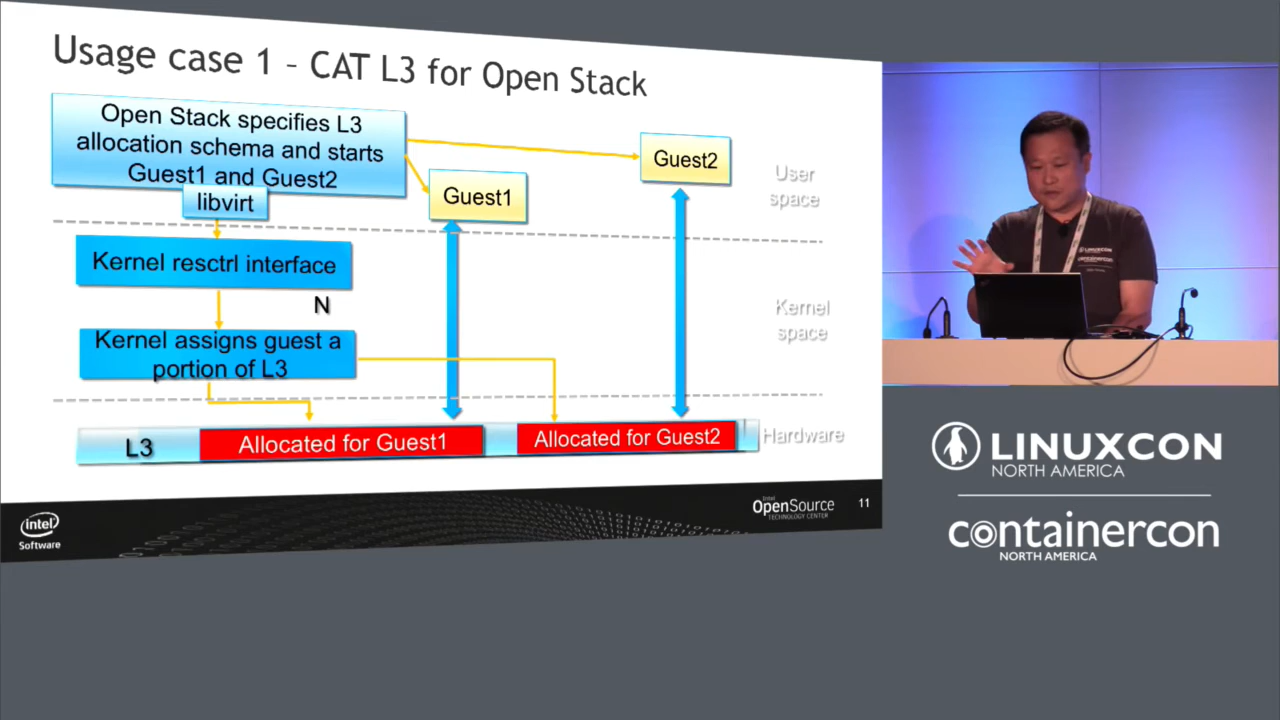 Usage case 1 – CAT L3 for Open Stack
Open Stack specifies L3
allocation schema and starts
Guest1 and Guest2
libvirt
Guest1
Guest2
User
space
Kernel resctrl interface
N
Kernel
space
Kernel assigns guest a
portion of L3
L3
Allocated for Guest1
Allocated for Guest2
Hardware
intel
Software
Intel
OpenSource
TECHNOLOGY CENTER
11
LINUXCON
containercon
LINUXCON
NORTH AMERICA
containercon
NORTH AMERICA